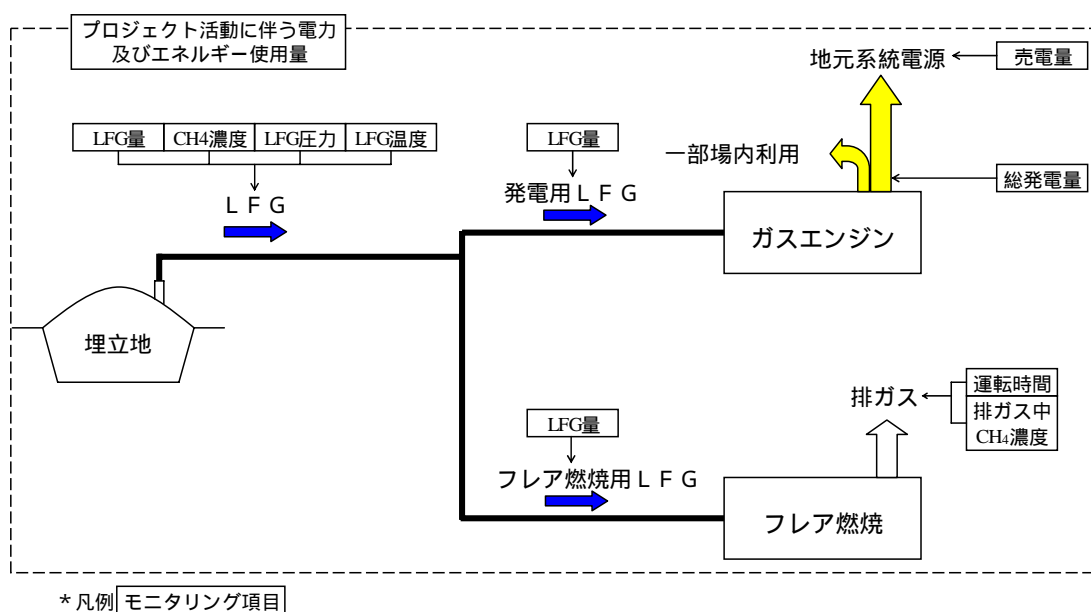 プロジェクト活動に伴う電力
及びエネルギー使用量
地元系統電源
売電量
LFG量 CH4濃度 LFG圧力 LFG温度
LFG量
一部場内利用
総発電量
ＬＦＧ
発電用ＬＦＧ
ガスエンジン
埋立地
運転時間
排ガス
排ガス中
CH₄濃度
LFG量
フレア燃焼用ＬＦＧ
フレア燃焼
*凡例 モニタリング項目